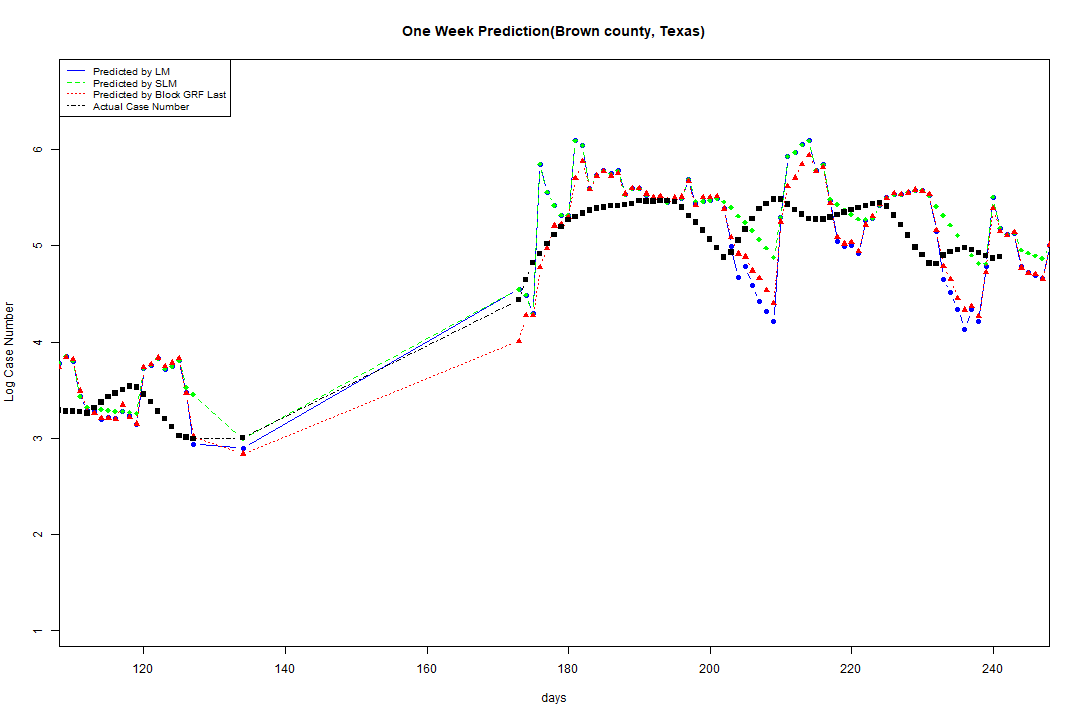 One Week Prediction(Brown county, Texas)
Predicted by LM
Predicted by SLM
Predicted by Block GRF Last
Actual Case Number
6
5
4
3
2
1
Log Case Number
120 140 160 180 200 220 240
days